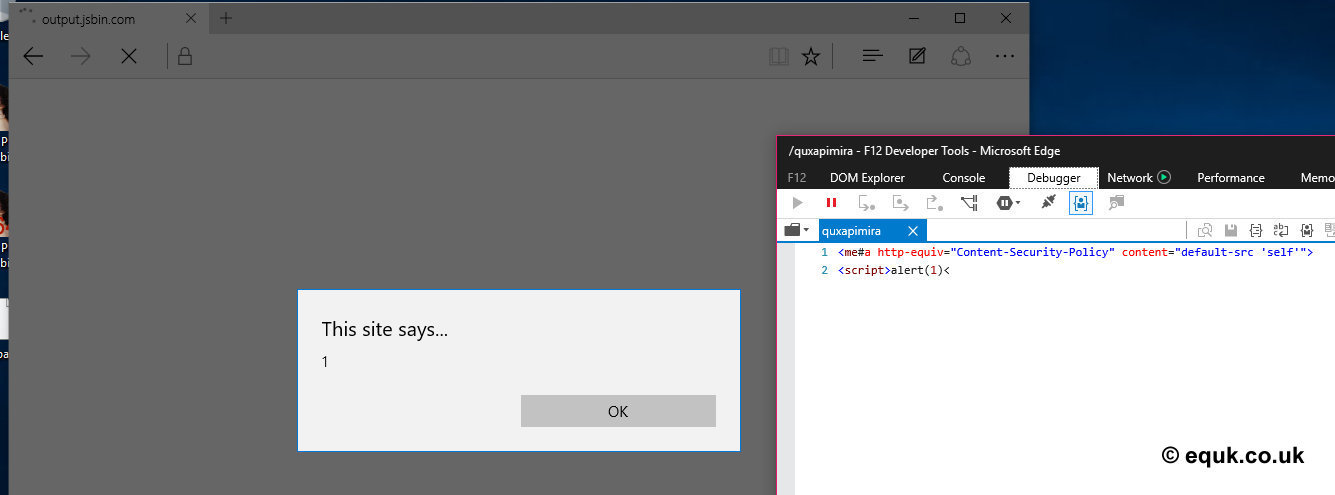 output.jsbin.com
This site says...
1
OK
/quxapimira - F12 Developer Tools - Microsoft Edge
F12 DOM Explorer Console Debugger Network Performance Memo
quxapimira
1 <me#a http-equiv="Content-Security-Policy" content="default-src 'self'">
2 <script>alert(1)<
© equk.co.uk